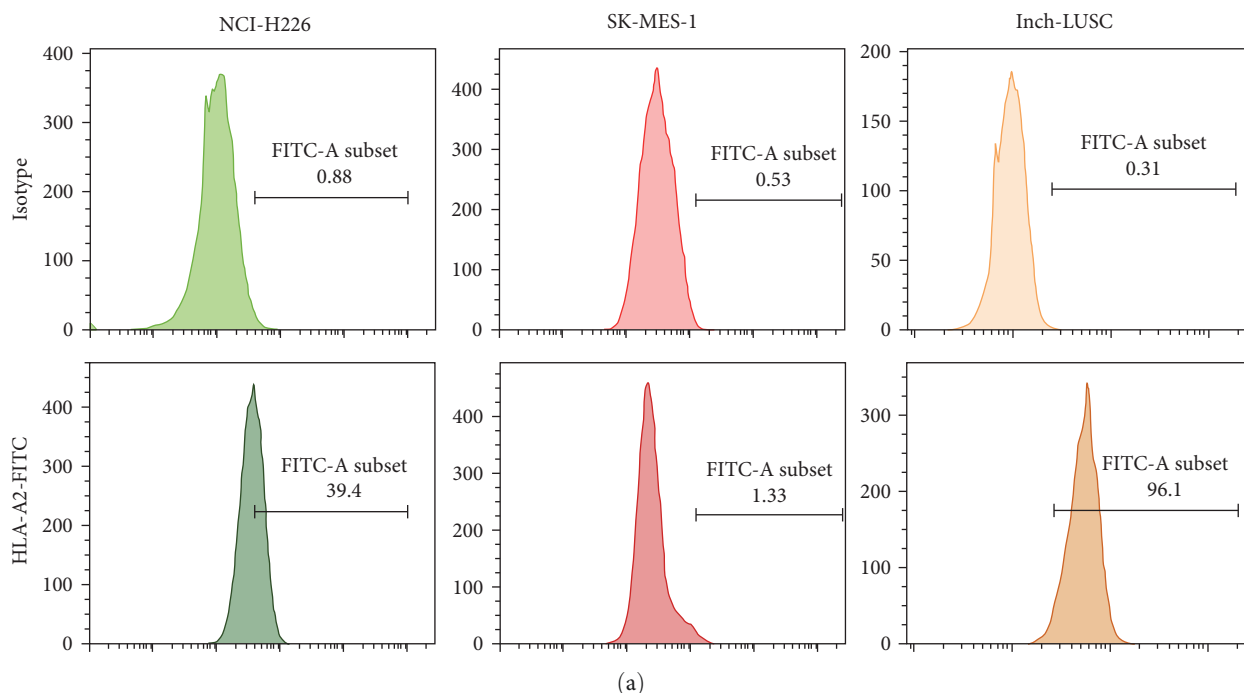 NCI-H226
SK-MES-1
Inch-LUSC
Isotype
400
300
200
100
0
FITC-A subset
0.88
400
300
200
100
0
FITC-A subset
0.53
200
150
100
50
0
FITC-A subset
0.31
HLA-A2-FITC
400
300
200
100
0
FITC-A subset
39.4
400
300
200
100
0
FITC-A subset
1.33
300
200
100
0
FITC-A subset
96.1
(a)